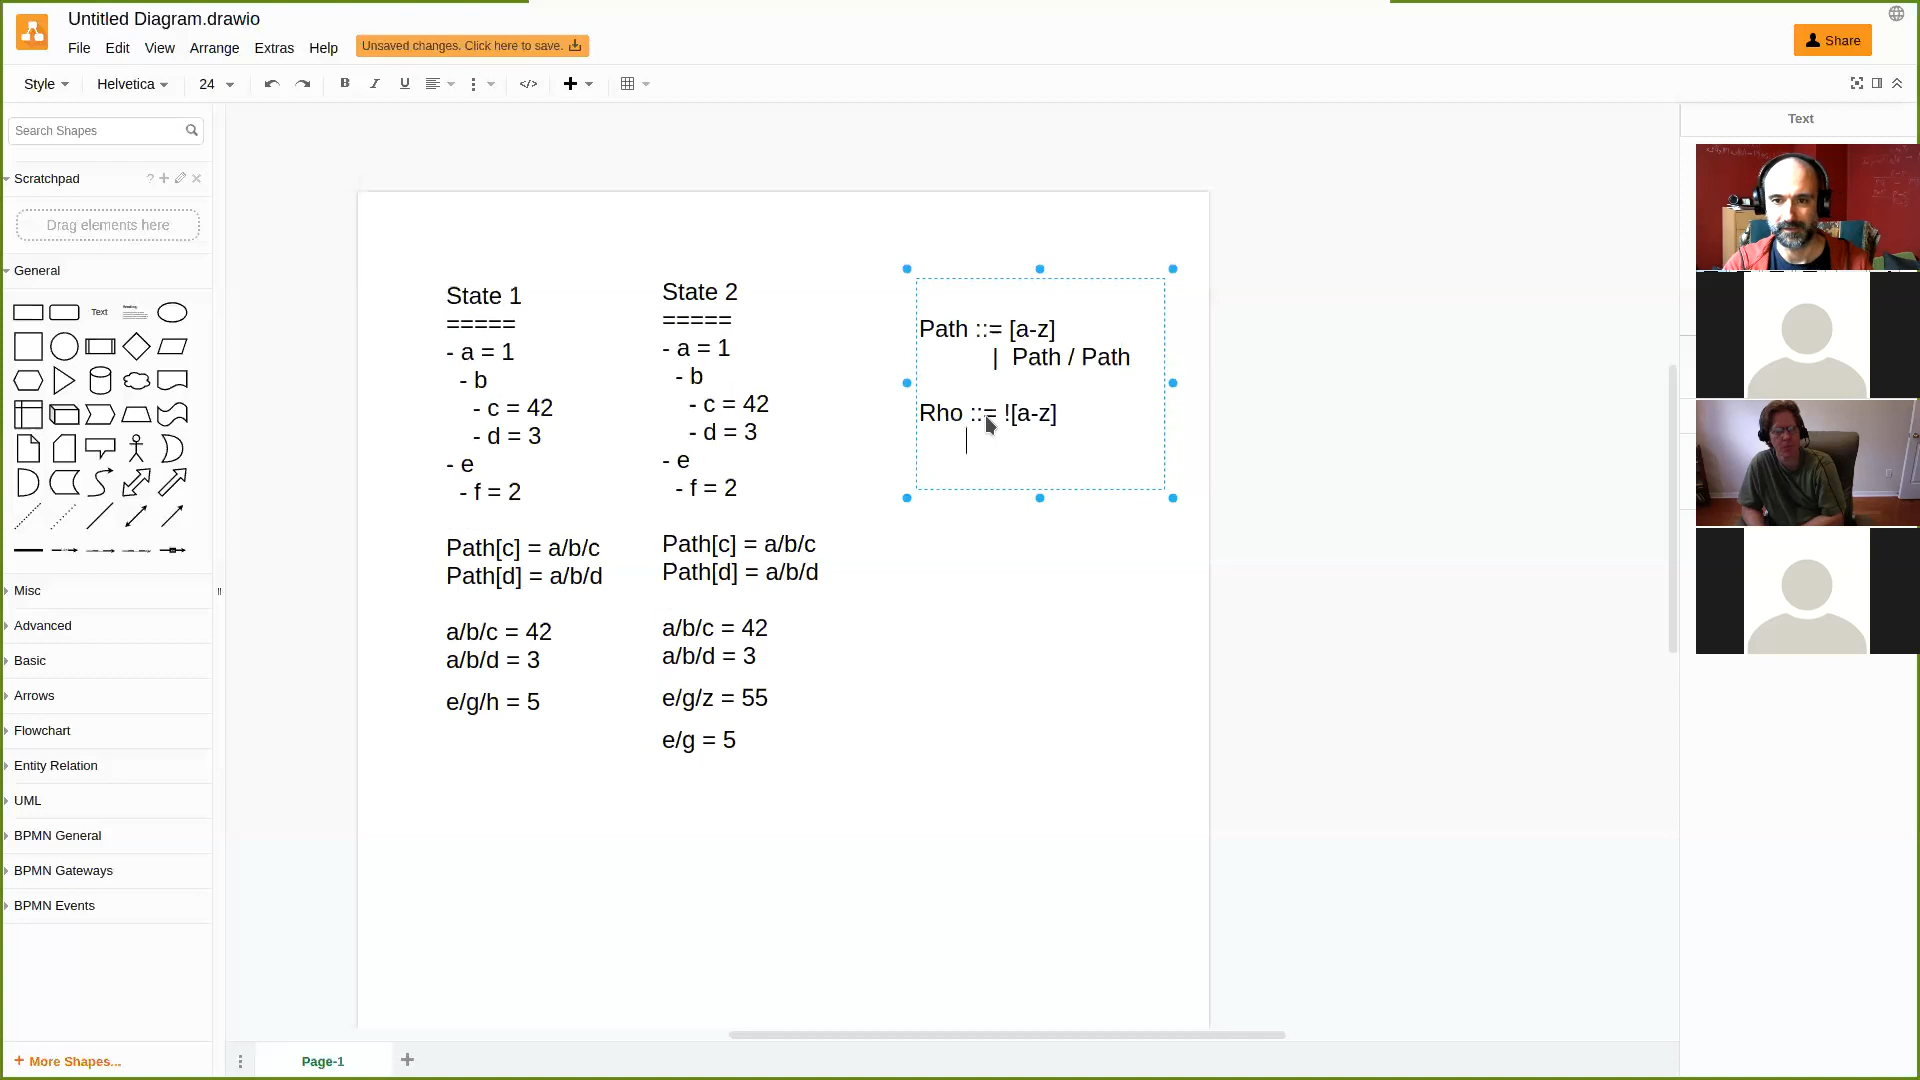 Untitled Diagram.drawio
File Edit View Arrange Extras Help
Unsaved changes. Click here to save.
Share
Style Helvetica 24 B I U </>
Search Shapes
Scratchpad
?
Drag elements here
General
Text
Misc
Advanced
Basic
Arrows
Flowchart
Entity Relation
UML
BPMN General
BPMN Gateways
BPMN Events
+ More Shapes...
State 1
=====
- a = 1
- b
- c = 42
- d = 3
- e
- f = 2
Path[c] = a/b/c
Path[d] = a/b/d
a/b/c = 42
a/b/d = 3
e/g/h = 5
State 2
=====
- a = 1
- b
- c = 42
- d = 3
- e
- f = 2
Path[c] = a/b/c
Path[d] = a/b/d
a/b/c = 42
a/b/d = 3
e/g/z = 55
e/g = 5
Path ::= [a-z]
| Path / Path
Rho ::= ![a-z]
Text
Page-1